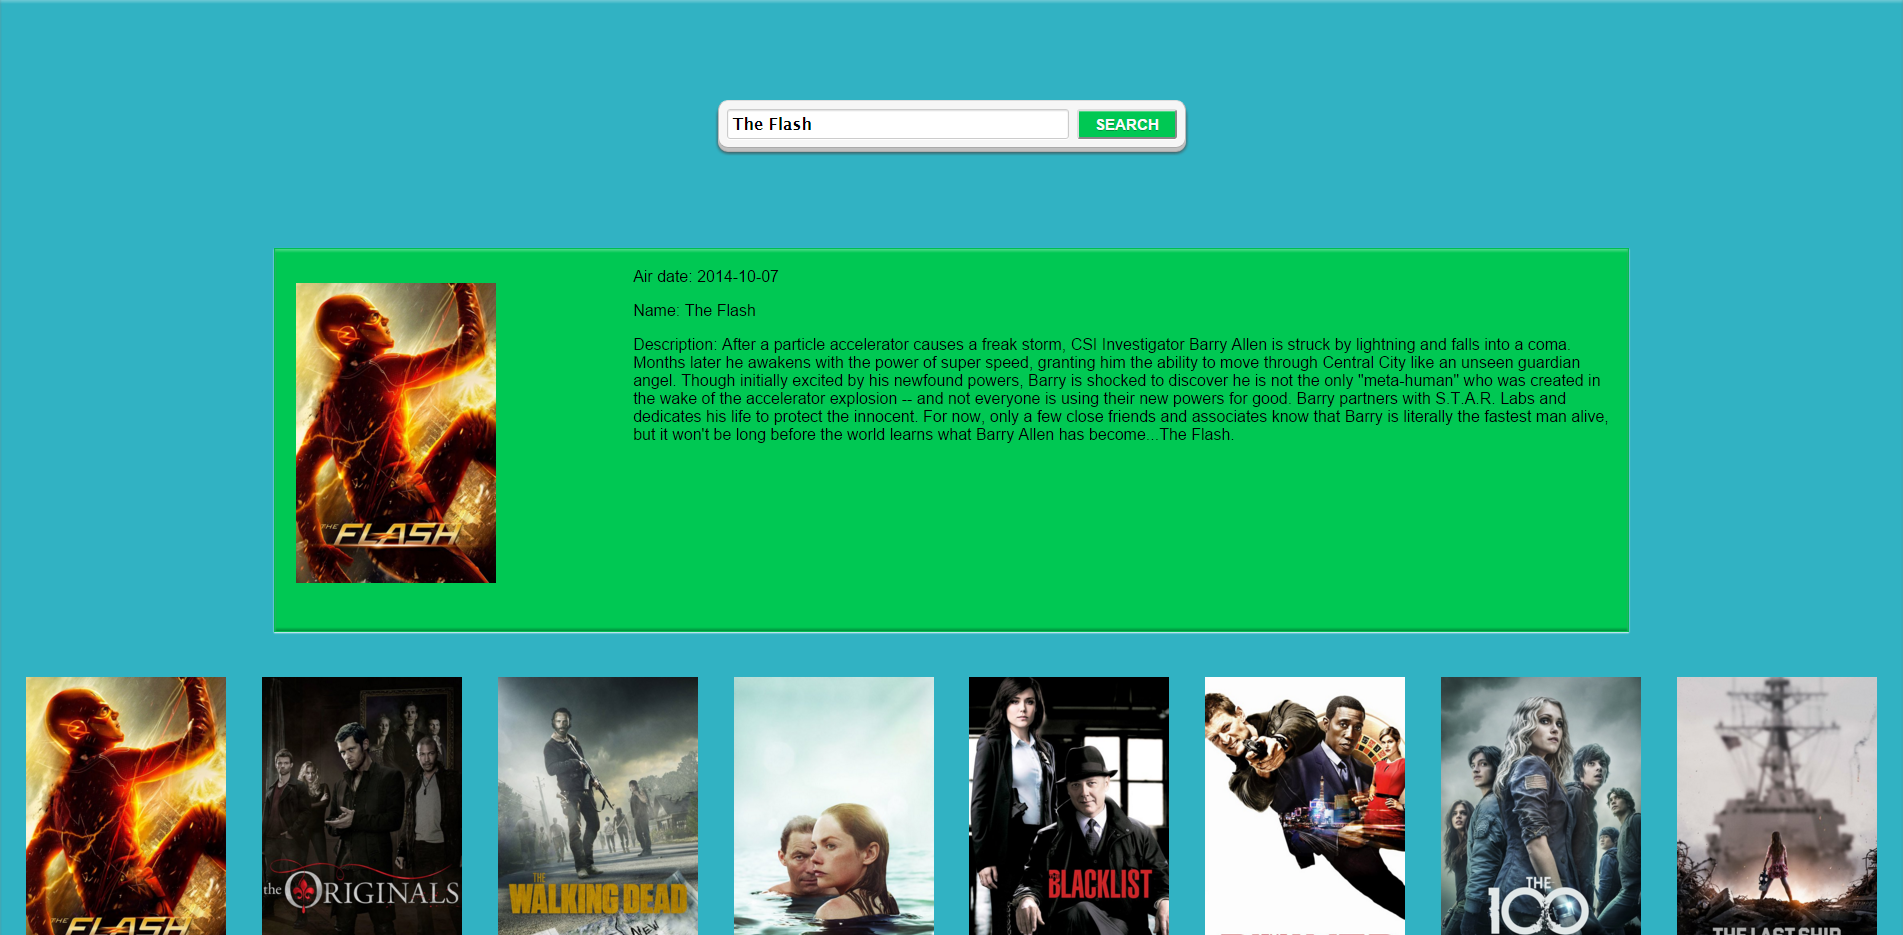 The Flash
SEARCH
Air date: 2014-10-07
Name: The Flash
Description: After a particle accelerator causes a freak storm, CSI Investigator Barry Allen is struck by lightning and falls into a coma.
Months later he awakens with the power of super speed, granting him the ability to move through Central City like an unseen guardian
angel. Though initially excited by his newfound powers, Barry is shocked to discover he is not the only "meta-human" who was created in
the wake of the accelerator explosion -- and not everyone is using their new powers for good. Barry partners with S.T.A.R. Labs and
dedicates his life to protect the innocent. For now, only a few close friends and associates know that Barry is literally the fastest man alive,
but it won't be long before the world learns what Barry Allen has become...The Flash.
THE
FLASH
THE
FLASH
the ORIGINALS
THE
WALKING DEAD
NEW
THE BLACKLIST
THE
100
THE LAST SHIP